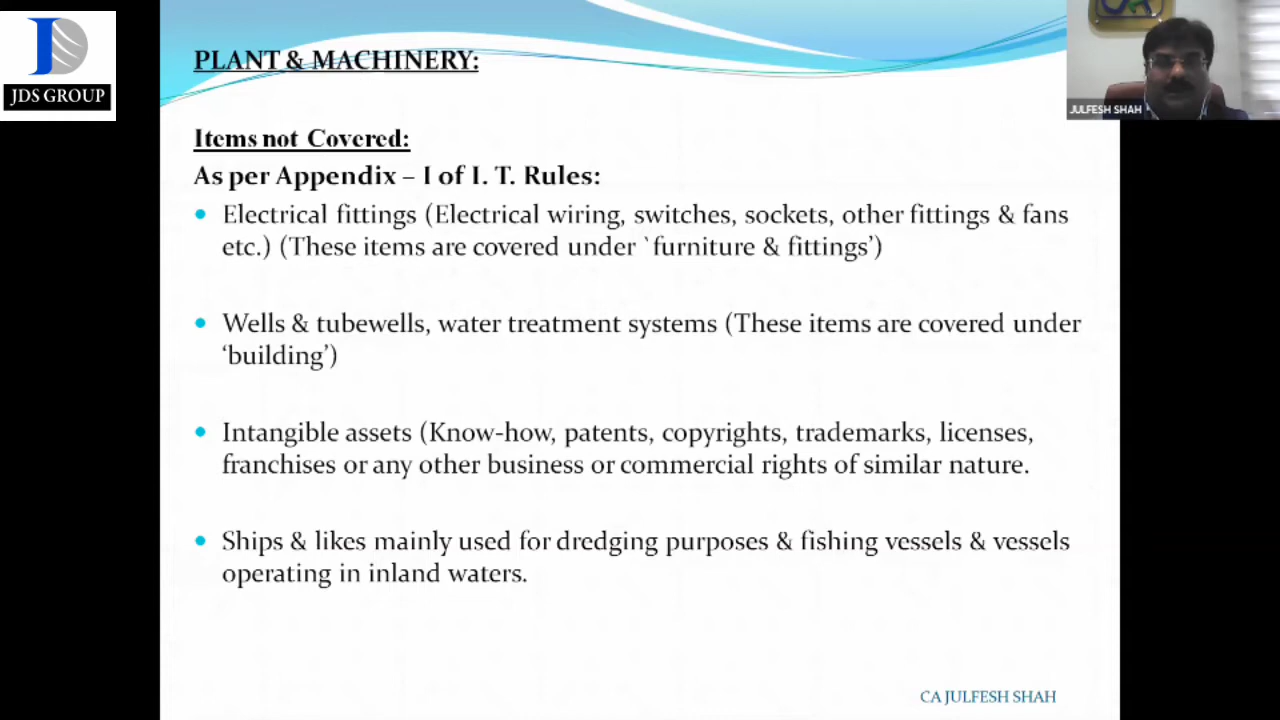 JDS GROUP
PLANT & MACHINERY:
JULFESH SHAH
Items not Covered:
As per Appendix – I of I. T. Rules:
Electrical fittings (Electrical wiring, switches, sockets, other fittings & fans
etc.) (These items are covered under `furniture & fittings’)
Wells & tubewells, water treatment systems (These items are covered under
‘building’)
Intangible assets (Know-how, patents, copyrights, trademarks, licenses,
franchises or any other business or commercial rights of similar nature.
Ships & likes mainly used for dredging purposes & fishing vessels & vessels
operating in inland waters.
CA JULFESH SHAH